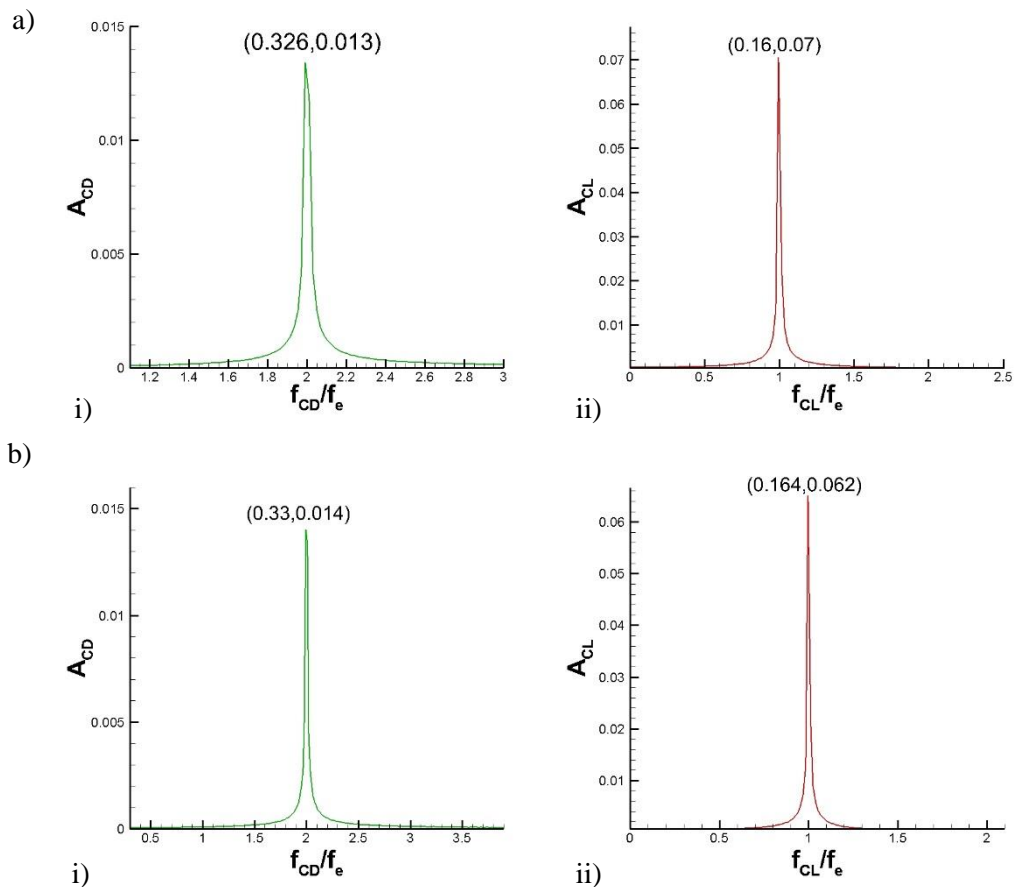 a)
(0.326,0.013)
0.015
0.01
0.005
0
A_CD
1.2 1.4 1.6 1.8 2 2.2 2.4 2.6 2.8 3
f_CD/f_e
i)
(0.16,0.07)
0.07
0.06
0.05
0.04
0.03
0.02
0.01
A_CL
0 0.5 1 1.5 2 2.5
f_CL/f_e
ii)
b)
(0.33,0.014)
0.015
0.01
0.005
0
A_CD
0.5 1 1.5 2 2.5 3 3.5
f_CD/f_e
i)
(0.164,0.062)
0.06
0.05
0.04
0.03
0.02
0.01
A_CL
0 0.5 1 1.5 2
f_CL/f_e
ii)